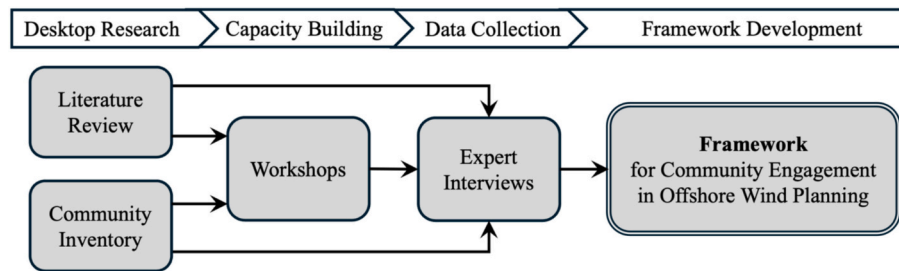 Desktop Research
Capacity Building
Data Collection
Framework Development
Literature
Review
Workshops
Expert
Interviews
Framework
for Community Engagement
in Offshore Wind Planning
Community
Inventory